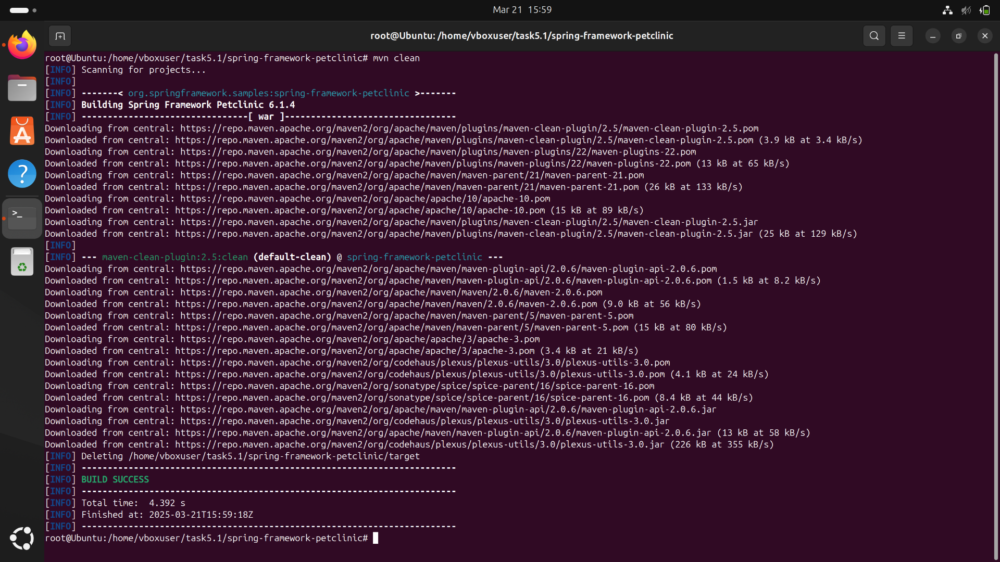 Mar 21 15:59
root@Ubuntu: /home/vboxuser/task5.1/spring-framework-petclinic
root@Ubuntu:/home/vboxuser/task5.1/spring-framework-petclinic# mvn clean
[INFO] Scanning for projects...
[INFO]
[INFO] -------< org.springframework.samples:spring-framework-petclinic >-------
[INFO] Building Spring Framework Petclinic 6.1.4
[INFO] --------------------------------[ war ]---------------------------------
Downloading from central: https://repo.maven.apache.org/maven2/org/apache/maven/plugins/maven-clean-plugin/2.5/maven-clean-plugin-2.5.pom
Downloaded from central: https://repo.maven.apache.org/maven2/org/apache/maven/plugins/maven-clean-plugin/2.5/maven-clean-plugin-2.5.pom (3.9 kB at 3.4 kB/s)
Downloading from central: https://repo.maven.apache.org/maven2/org/apache/maven/plugins/maven-plugins/22/maven-plugins-22.pom
Downloaded from central: https://repo.maven.apache.org/maven2/org/apache/maven/plugins/maven-plugins/22/maven-plugins-22.pom (13 kB at 65 kB/s)
Downloading from central: https://repo.maven.apache.org/maven2/org/apache/maven/maven-parent/21/maven-parent-21.pom
Downloaded from central: https://repo.maven.apache.org/maven2/org/apache/maven/maven-parent/21/maven-parent-21.pom (26 kB at 133 kB/s)
Downloading from central: https://repo.maven.apache.org/maven2/org/apache/apache/10/apache-10.pom
Downloaded from central: https://repo.maven.apache.org/maven2/org/apache/apache/10/apache-10.pom (15 kB at 89 kB/s)
Downloading from central: https://repo.maven.apache.org/maven2/org/apache/maven/plugins/maven-clean-plugin/2.5/maven-clean-plugin-2.5.jar
Downloaded from central: https://repo.maven.apache.org/maven2/org/apache/maven/plugins/maven-clean-plugin/2.5/maven-clean-plugin-2.5.jar (25 kB at 129 kB/s)
[INFO]
[INFO] --- maven-clean-plugin:2.5:clean (default-clean) @ spring-framework-petclinic ---
Downloading from central: https://repo.maven.apache.org/maven2/org/apache/maven/maven-plugin-api/2.0.6/maven-plugin-api-2.0.6.pom
Downloaded from central: https://repo.maven.apache.org/maven2/org/apache/maven/maven-plugin-api/2.0.6/maven-plugin-api-2.0.6.pom (1.5 kB at 8.2 kB/s)
Downloading from central: https://repo.maven.apache.org/maven2/org/apache/maven/maven/2.0.6/maven-2.0.6.pom
Downloaded from central: https://repo.maven.apache.org/maven2/org/apache/maven/maven/2.0.6/maven-2.0.6.pom (9.0 kB at 56 kB/s)
Downloading from central: https://repo.maven.apache.org/maven2/org/apache/maven/maven-parent/5/maven-parent-5.pom
Downloaded from central: https://repo.maven.apache.org/maven2/org/apache/maven/maven-parent/5/maven-parent-5.pom (15 kB at 80 kB/s)
Downloading from central: https://repo.maven.apache.org/maven2/org/apache/apache/3/apache-3.pom
Downloaded from central: https://repo.maven.apache.org/maven2/org/apache/apache/3/apache-3.pom (3.4 kB at 21 kB/s)
Downloading from central: https://repo.maven.apache.org/maven2/org/codehaus/plexus/plexus-utils/3.0/plexus-utils-3.0.pom
Downloaded from central: https://repo.maven.apache.org/maven2/org/codehaus/plexus/plexus-utils/3.0/plexus-utils-3.0.pom (4.1 kB at 24 kB/s)
Downloading from central: https://repo.maven.apache.org/maven2/org/sonatype/spice/spice-parent/16/spice-parent-16.pom
Downloaded from central: https://repo.maven.apache.org/maven2/org/sonatype/spice/spice-parent/16/spice-parent-16.pom (8.4 kB at 44 kB/s)
Downloading from central: https://repo.maven.apache.org/maven2/org/apache/maven/maven-plugin-api/2.0.6/maven-plugin-api-2.0.6.jar
Downloading from central: https://repo.maven.apache.org/maven2/org/codehaus/plexus/plexus-utils/3.0/plexus-utils-3.0.jar
Downloaded from central: https://repo.maven.apache.org/maven2/org/apache/maven/maven-plugin-api/2.0.6/maven-plugin-api-2.0.6.jar (13 kB at 58 kB/s)
Downloaded from central: https://repo.maven.apache.org/maven2/org/codehaus/plexus/plexus-utils/3.0/plexus-utils-3.0.jar (226 kB at 355 kB/s)
[INFO] Deleting /home/vboxuser/task5.1/spring-framework-petclinic/target
[INFO] ------------------------------------------------------------------------
[INFO] BUILD SUCCESS
[INFO] ------------------------------------------------------------------------
[INFO] Total time:  4.392 s
[INFO] Finished at: 2025-03-21T15:59:18Z
[INFO] ------------------------------------------------------------------------
root@Ubuntu:/home/vboxuser/task5.1/spring-framework-petclinic#